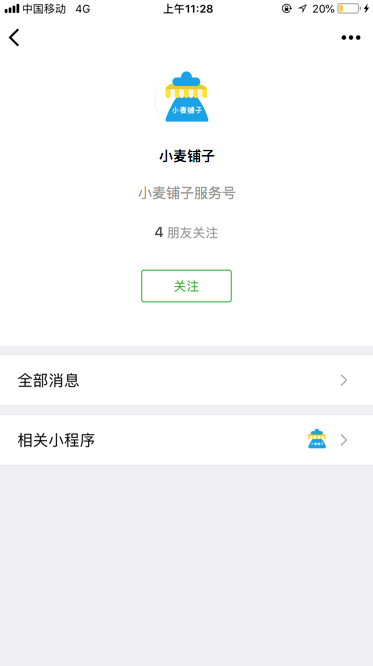 中国移动 4G 上午11:28 20%
小麦铺子
小麦铺子
小麦铺子服务号
4 朋友关注
关注
全部消息
相关小程序